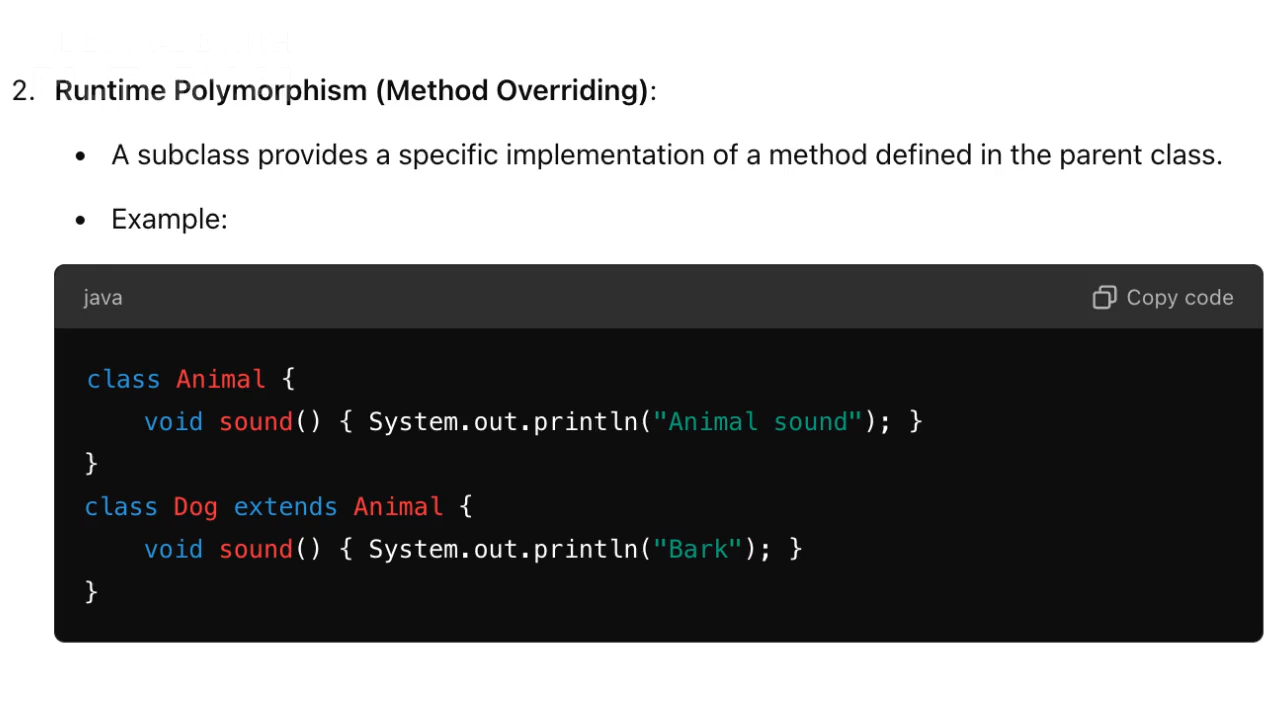 2. Runtime Polymorphism (Method Overriding):
• A subclass provides a specific implementation of a method defined in the parent class.
• Example:
java Copy code
class Animal {
    void sound() { System.out.println("Animal sound"); }
}
class Dog extends Animal {
    void sound() { System.out.println("Bark"); }
}